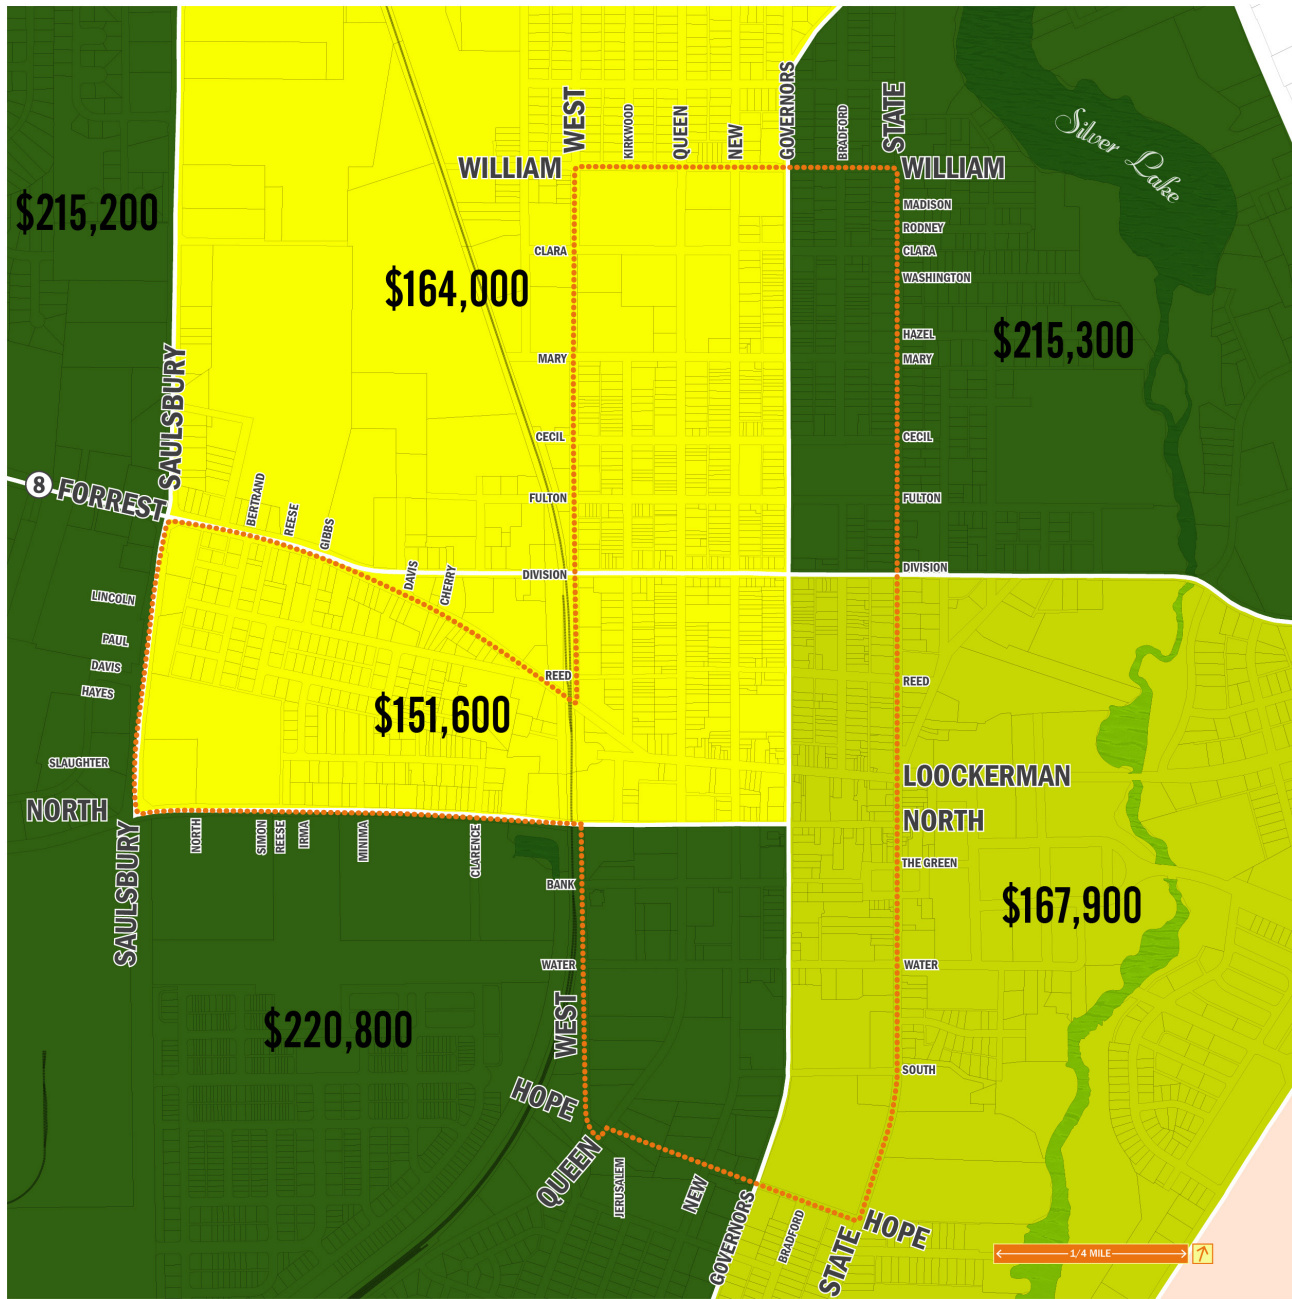 Silver Lake
WEST
KIRKWOOD
QUEEN
NEW
GOVERNORS
BRADFORD
STATE
WILLIAM
WILLIAM
MADISON
RODNEY
CLARA
WASHINGTON
HAZEL
MARY
CECIL
FULTON
DIVISION
REED
LOOCKERMAN
NORTH
THE GREEN
WATER
SOUTH
$215,200
$164,000
$215,300
CLARA
MARY
CECIL
FULTON
DIVISION
REED
SAULSBURY
8
FORREST
BERTRAND
REESE
GIBBS
DAVIS
CHERRY
LINCOLN
PAUL
DAVIS
HAYES
SLAUGHTER
NORTH
$151,600
SAULSBURY
NORTH
SIMON
REESE
IRMA
MINIMA
CLARENCE
BANK
WATER
WEST
$167,900
$220,800
HOPE
QUEEN
JERUSALEM
NEW
GOVERNORS
BRADFORD
STATE
HOPE
1/4 MILE